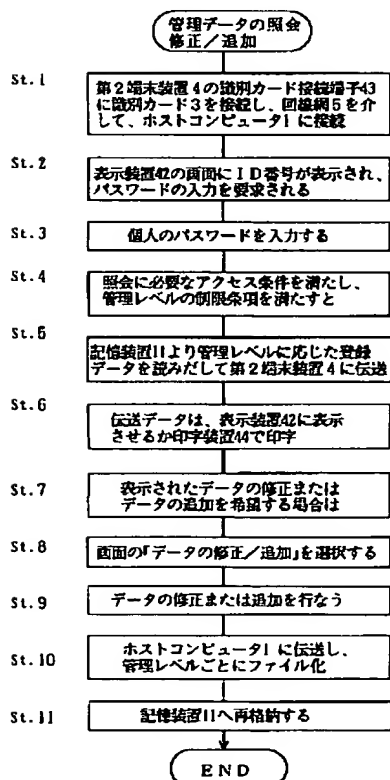 管理データの照会
修正／追加
St.1
第2端末装置4の識別カード接続端子43
に識別カード3を接続し、回線網5を介
して、ホストコンピュータ1に接続
St.2
表示装置42の画面にＩＤ番号が表示され、
パスワードの入力を要求される
St.3
個人のパスワードを入力する
St.4
照会に必要なアクセス条件を満たし、
管理レベルの制限条項を満たすと
St.5
記憶装置11より管理レベルに応じた登録
データを読みだして第2端末装置4に伝送
St.6
伝送データは、表示装置42に表示
させるか印字装置44で印字
St.7
表示されたデータの修正または
データの追加を希望する場合は
St.8
画面の「データの修正／追加」を選択する
St.9
データの修正または追加を行なう
St.10
ホストコンピュータ1に伝送し、
管理レベルごとにファイル化
St.11
記憶装置11へ再格納する
END